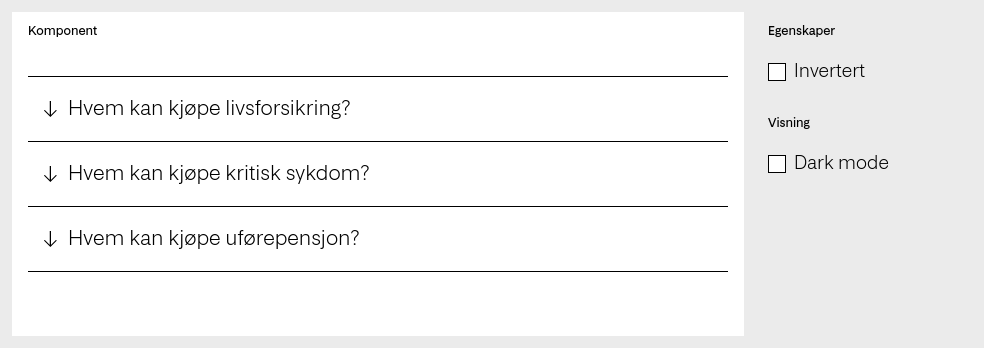 Komponent
Hvem kan kjøpe livsforsikring?
Hvem kan kjøpe kritisk sykdom?
Hvem kan kjøpe uførepensjon?
Egenskaper
Invertert
Visning
Dark mode